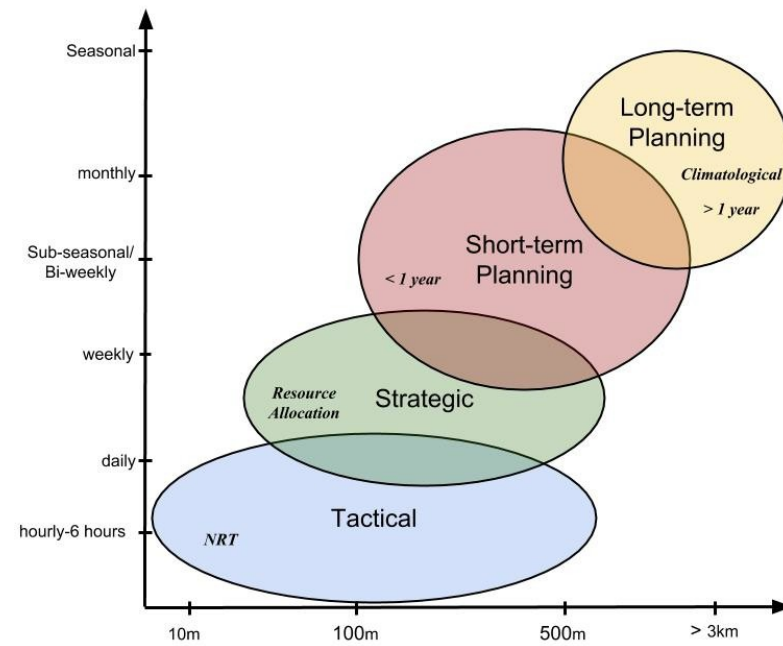 Seasonal
Long-term
Planning
monthly
Climatological
> 1 year
Sub-seasonal/
Bi-weekly
Short-term
Planning
< 1 year
weekly
Resource
Allocation
Strategic
daily
hourly-6 hours
Tactical
NRT
10m
100m
500m
> 3km